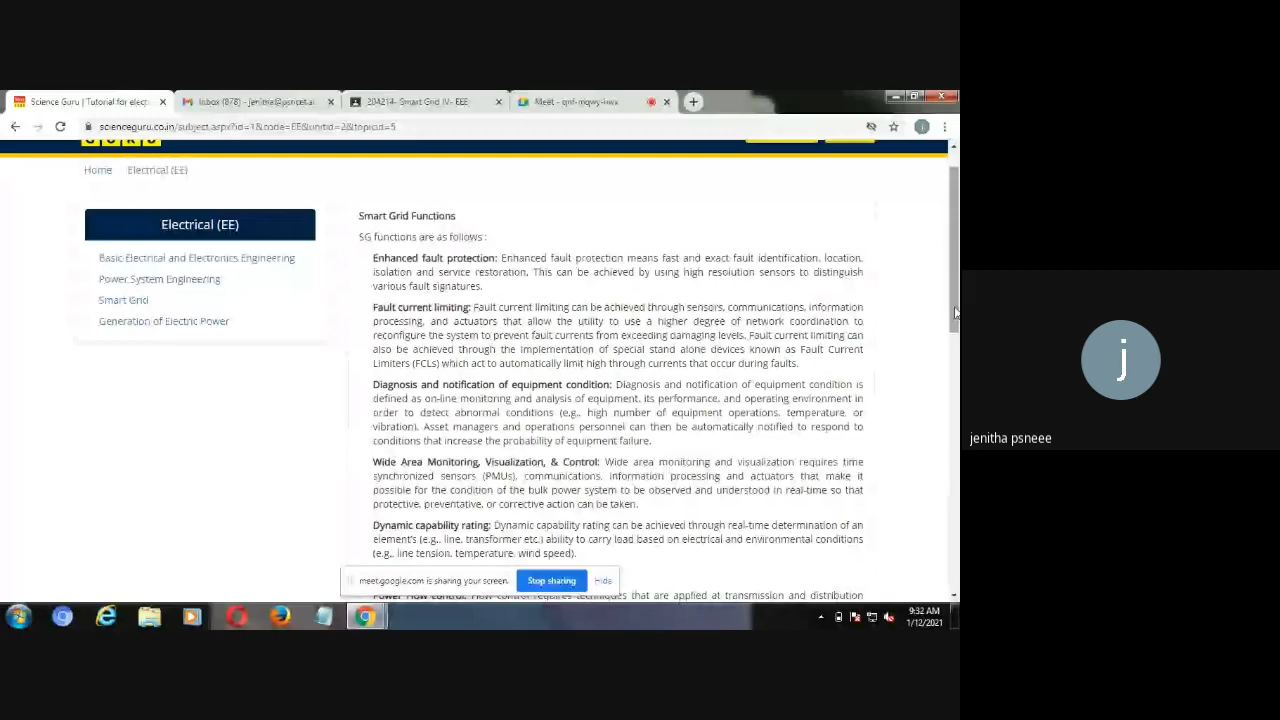 Science Guru | Tutorial for elect
Inbox (878) - jenitha@psncet.ac
204214- Smart Grid IV- EEE
Meet - qnf-mqwy-
scienceguru.co.in/subject.aspx?id=1&code=EE&unitid=2&topicid=5
GURU
Home Electrical (EE)
Electrical (EE)
Basic Electrical and Electronics Engineering
Power System Engineering
Smart Grid
Generation of Electric Power
Smart Grid Functions
SG functions are as follows :
Enhanced fault protection: Enhanced fault protection means fast and exact fault identification, location,
isolation and service restoration. This can be achieved by using high resolution sensors to distinguish
various fault signatures.
Fault current limiting: Fault current limiting can be achieved through sensors, communications, information
processing, and actuators that allow the utility to use a higher degree of network coordination to
reconfigure the system to prevent fault currents from exceeding damaging levels. Fault current limiting can
also be achieved through the implementation of special stand alone devices known as Fault Current
Limiters (FCLs) which act to automatically limit high through currents that occur during faults.
Diagnosis and notification of equipment condition: Diagnosis and notification of equipment condition is
defined as on-line monitoring and analysis of equipment, its performance, and operating environment in
order to detect abnormal conditions (e.g., high number of equipment operations, temperature, or
vibration). Asset managers and operations personnel can then be automatically notified to respond to
conditions that increase the probability of equipment failure.
Wide Area Monitoring, Visualization, & Control: Wide area monitoring and visualization requires time
synchronized sensors (PMUs), communications, information processing and actuators that make it
possible for the condition of the bulk power system to be observed and understood in real-time so that
protective, preventative, or corrective action can be taken.
Dynamic capability rating: Dynamic capability rating can be achieved through real-time determination of an
element's (e.g., line, transformer etc.) ability to carry load based on electrical and environmental conditions
(e.g., line tension, temperature, wind speed).
Power Flow control: Flow control requires techniques that are applied at transmission and distribution
meet.google.com is sharing your screen.
Stop sharing
Hide
9:32 AM
1/12/2021
j
jenitha psneee